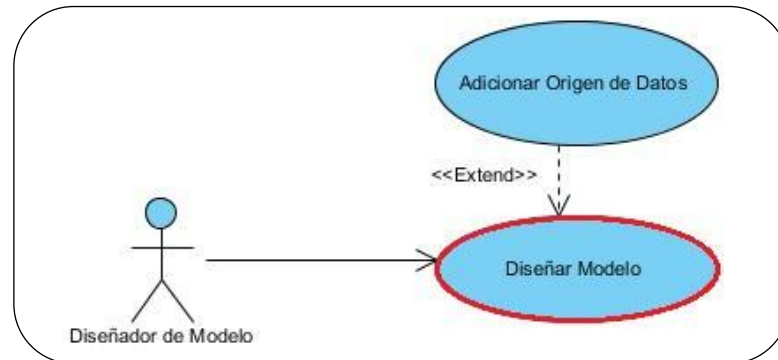 Adicionar Origen de Datos
<<Extend>>
Diseñar Modelo
Diseñador de Modelo